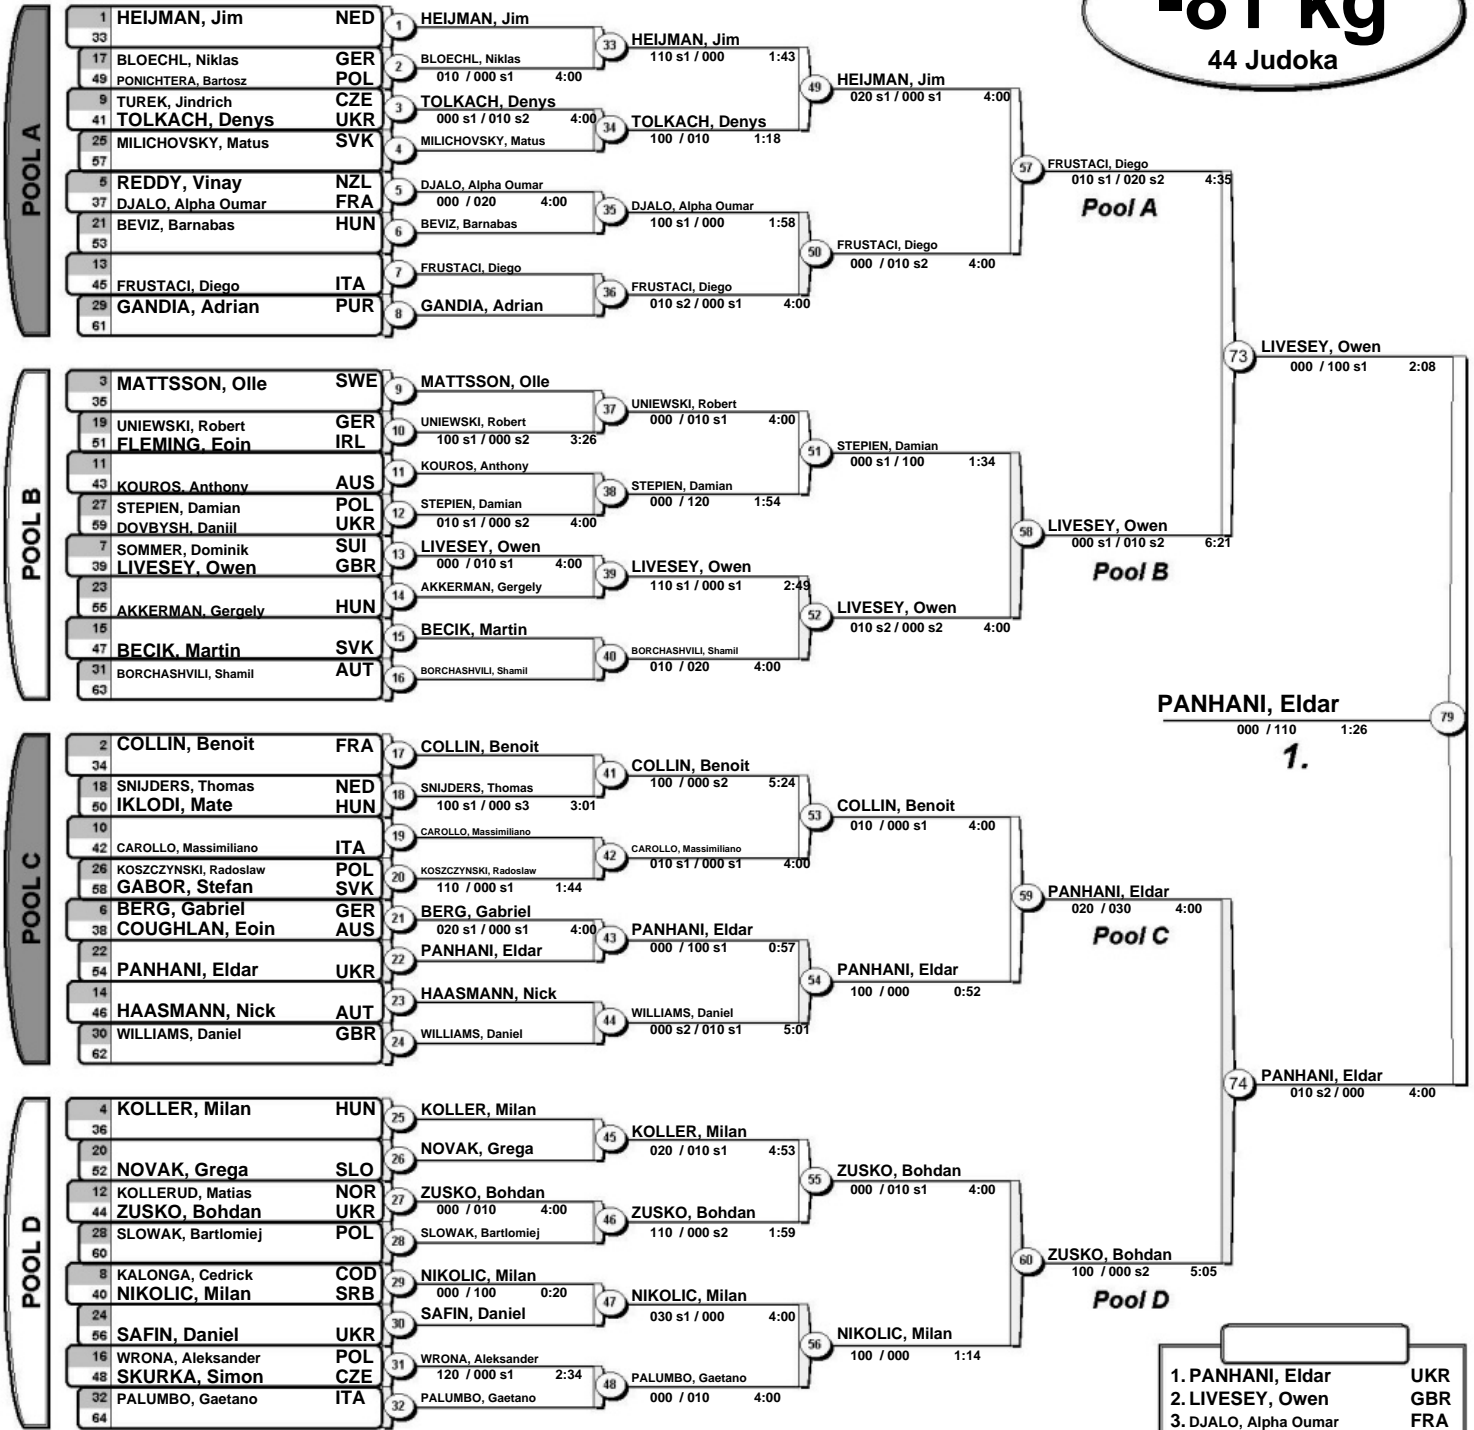 -81 kg
44 Judoka
POOL A
1 HEIJMAN, Jim NED
33
17 BLOECHL, Niklas GER
49 PONICHTERA, Bartosz POL
9 TUREK, Jindrich CZE
41 TOLKACH, Denys UKR
25 MILICHOVSKY, Matus SVK
57
5 REDDY, Vinay NZL
37 DJALO, Alpha Oumar FRA
21 BEVIZ, Barnabas HUN
53
13
45 FRUSTACI, Diego ITA
29 GANDIA, Adrian PUR
61
1 HEIJMAN, Jim
2 BLOECHL, Niklas
010 / 000 s1 4:00
3 TOLKACH, Denys
000 s1 / 010 s2 4:00
4 MILICHOVSKY, Matus
5 DJALO, Alpha Oumar
000 / 020 4:00
6 BEVIZ, Barnabas
7 FRUSTACI, Diego
8 GANDIA, Adrian
33 HEIJMAN, Jim
110 s1 / 000 1:43
34 TOLKACH, Denys
100 / 010 1:18
35 DJALO, Alpha Oumar
100 s1 / 000 1:58
36 FRUSTACI, Diego
010 s2 / 000 s1 4:00
49 HEIJMAN, Jim
020 s1 / 000 s1 4:00
50 FRUSTACI, Diego
000 / 010 s2 4:00
57 FRUSTACI, Diego
010 s1 / 020 s2 4:35
Pool A
POOL B
3 MATTSSON, Olle SWE
35
19 UNIEWSKI, Robert GER
51 FLEMING, Eoin IRL
11
43 KOUROS, Anthony AUS
27 STEPIEN, Damian POL
59 DOVBYSH, Daniil UKR
7 SOMMER, Dominik SUI
39 LIVESEY, Owen GBR
23
55 AKKERMAN, Gergely HUN
15
47 BECIK, Martin SVK
31 BORCHASHVILI, Shamil AUT
63
9 MATTSSON, Olle
10 UNIEWSKI, Robert
100 s1 / 000 s2 3:26
11 KOUROS, Anthony
12 STEPIEN, Damian
010 s1 / 000 s2 4:00
13 LIVESEY, Owen
000 / 010 s1 4:00
14 AKKERMAN, Gergely
15 BECIK, Martin
16 BORCHASHVILI, Shamil
37 UNIEWSKI, Robert
000 / 010 s1 4:00
38 STEPIEN, Damian
000 / 120 1:54
39 LIVESEY, Owen
110 s1 / 000 s1 2:49
40 BORCHASHVILI, Shamil
010 / 020 4:00
51 STEPIEN, Damian
000 s1 / 100 1:34
52 LIVESEY, Owen
010 s2 / 000 s2 4:00
58 LIVESEY, Owen
000 s1 / 010 s2 6:21
Pool B
73 LIVESEY, Owen
000 / 100 s1 2:08
PANHANI, Eldar
000 / 110 1:26
79
1.
POOL C
2 COLLIN, Benoit FRA
34
18 SNIJDERS, Thomas NED
50 IKLODI, Mate HUN
10
42 CAROLLO, Massimiliano ITA
26 KOSZCZYNSKI, Radoslaw POL
58 GABOR, Stefan SVK
6 BERG, Gabriel GER
38 COUGHLAN, Eoin AUS
22
54 PANHANI, Eldar UKR
14
46 HAASMANN, Nick AUT
30 WILLIAMS, Daniel GBR
62
17 COLLIN, Benoit
18 SNIJDERS, Thomas
100 s1 / 000 s3 3:01
19 CAROLLO, Massimiliano
20 KOSZCZYNSKI, Radoslaw
110 / 000 s1 1:44
21 BERG, Gabriel
020 s1 / 000 s1 4:00
22 PANHANI, Eldar
23 HAASMANN, Nick
24 WILLIAMS, Daniel
41 COLLIN, Benoit
100 / 000 s2 5:24
42 CAROLLO, Massimiliano
010 s1 / 000 s1 4:00
43 PANHANI, Eldar
000 / 100 s1 0:57
44 WILLIAMS, Daniel
000 s2 / 010 s1 5:01
53 COLLIN, Benoit
010 / 000 s1 4:00
54 PANHANI, Eldar
100 / 000 0:52
59 PANHANI, Eldar
020 / 030 4:00
Pool C
POOL D
4 KOLLER, Milan HUN
36
20
52 NOVAK, Grega SLO
12 KOLLERUD, Matias NOR
44 ZUSKO, Bohdan UKR
28 SLOWAK, Bartlomiej POL
60
8 KALONGA, Cedrick COD
40 NIKOLIC, Milan SRB
24
56 SAFIN, Daniel UKR
16 WRONA, Aleksander POL
48 SKURKA, Simon CZE
32 PALUMBO, Gaetano ITA
64
25 KOLLER, Milan
26 NOVAK, Grega
27 ZUSKO, Bohdan
000 / 010 4:00
28 SLOWAK, Bartlomiej
29 NIKOLIC, Milan
000 / 100 0:20
30 SAFIN, Daniel
31 WRONA, Aleksander
120 / 000 s1 2:34
32 PALUMBO, Gaetano
45 KOLLER, Milan
020 / 010 s1 4:53
46 ZUSKO, Bohdan
110 / 000 s2 1:59
47 NIKOLIC, Milan
030 s1 / 000 4:00
48 PALUMBO, Gaetano
000 / 010 4:00
55 ZUSKO, Bohdan
000 / 010 s1 4:00
56 NIKOLIC, Milan
100 / 000 1:14
60 ZUSKO, Bohdan
100 / 000 s2 5:05
Pool D
74 PANHANI, Eldar
010 s2 / 000 4:00
1. PANHANI, Eldar UKR
2. LIVESEY, Owen GBR
3. DJALO, Alpha Oumar FRA